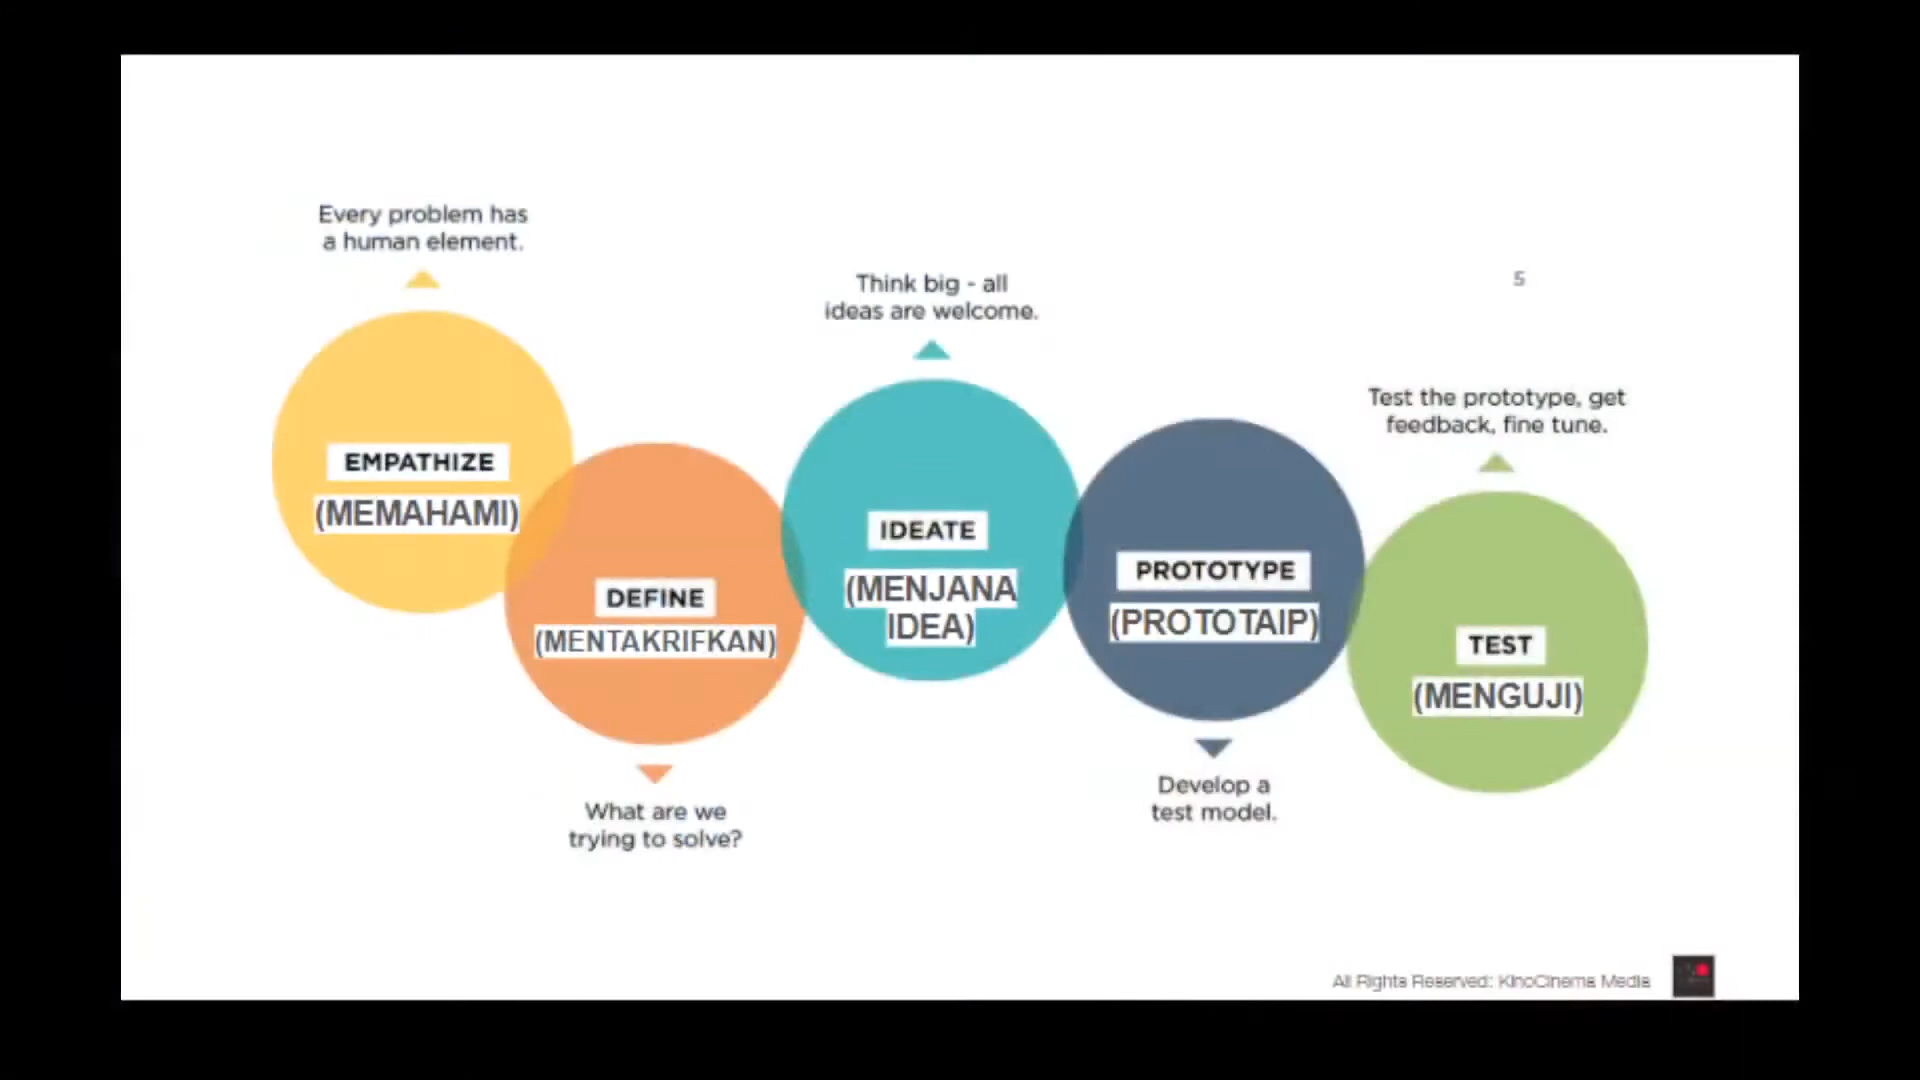 Every problem has
a human element.
EMPATHIZE
(MEMAHAMI)
DEFINE
(MENTAKRIFKAN)
What are we
trying to solve?
Think big - all
ideas are welcome.
IDEATE
(MENJANA
IDEA)
PROTOTYPE
(PROTOTAIP)
Develop a
test model.
5
Test the prototype, get
feedback, fine tune.
TEST
(MENGUJI)
All Rights Reserved: KinoCinema Media